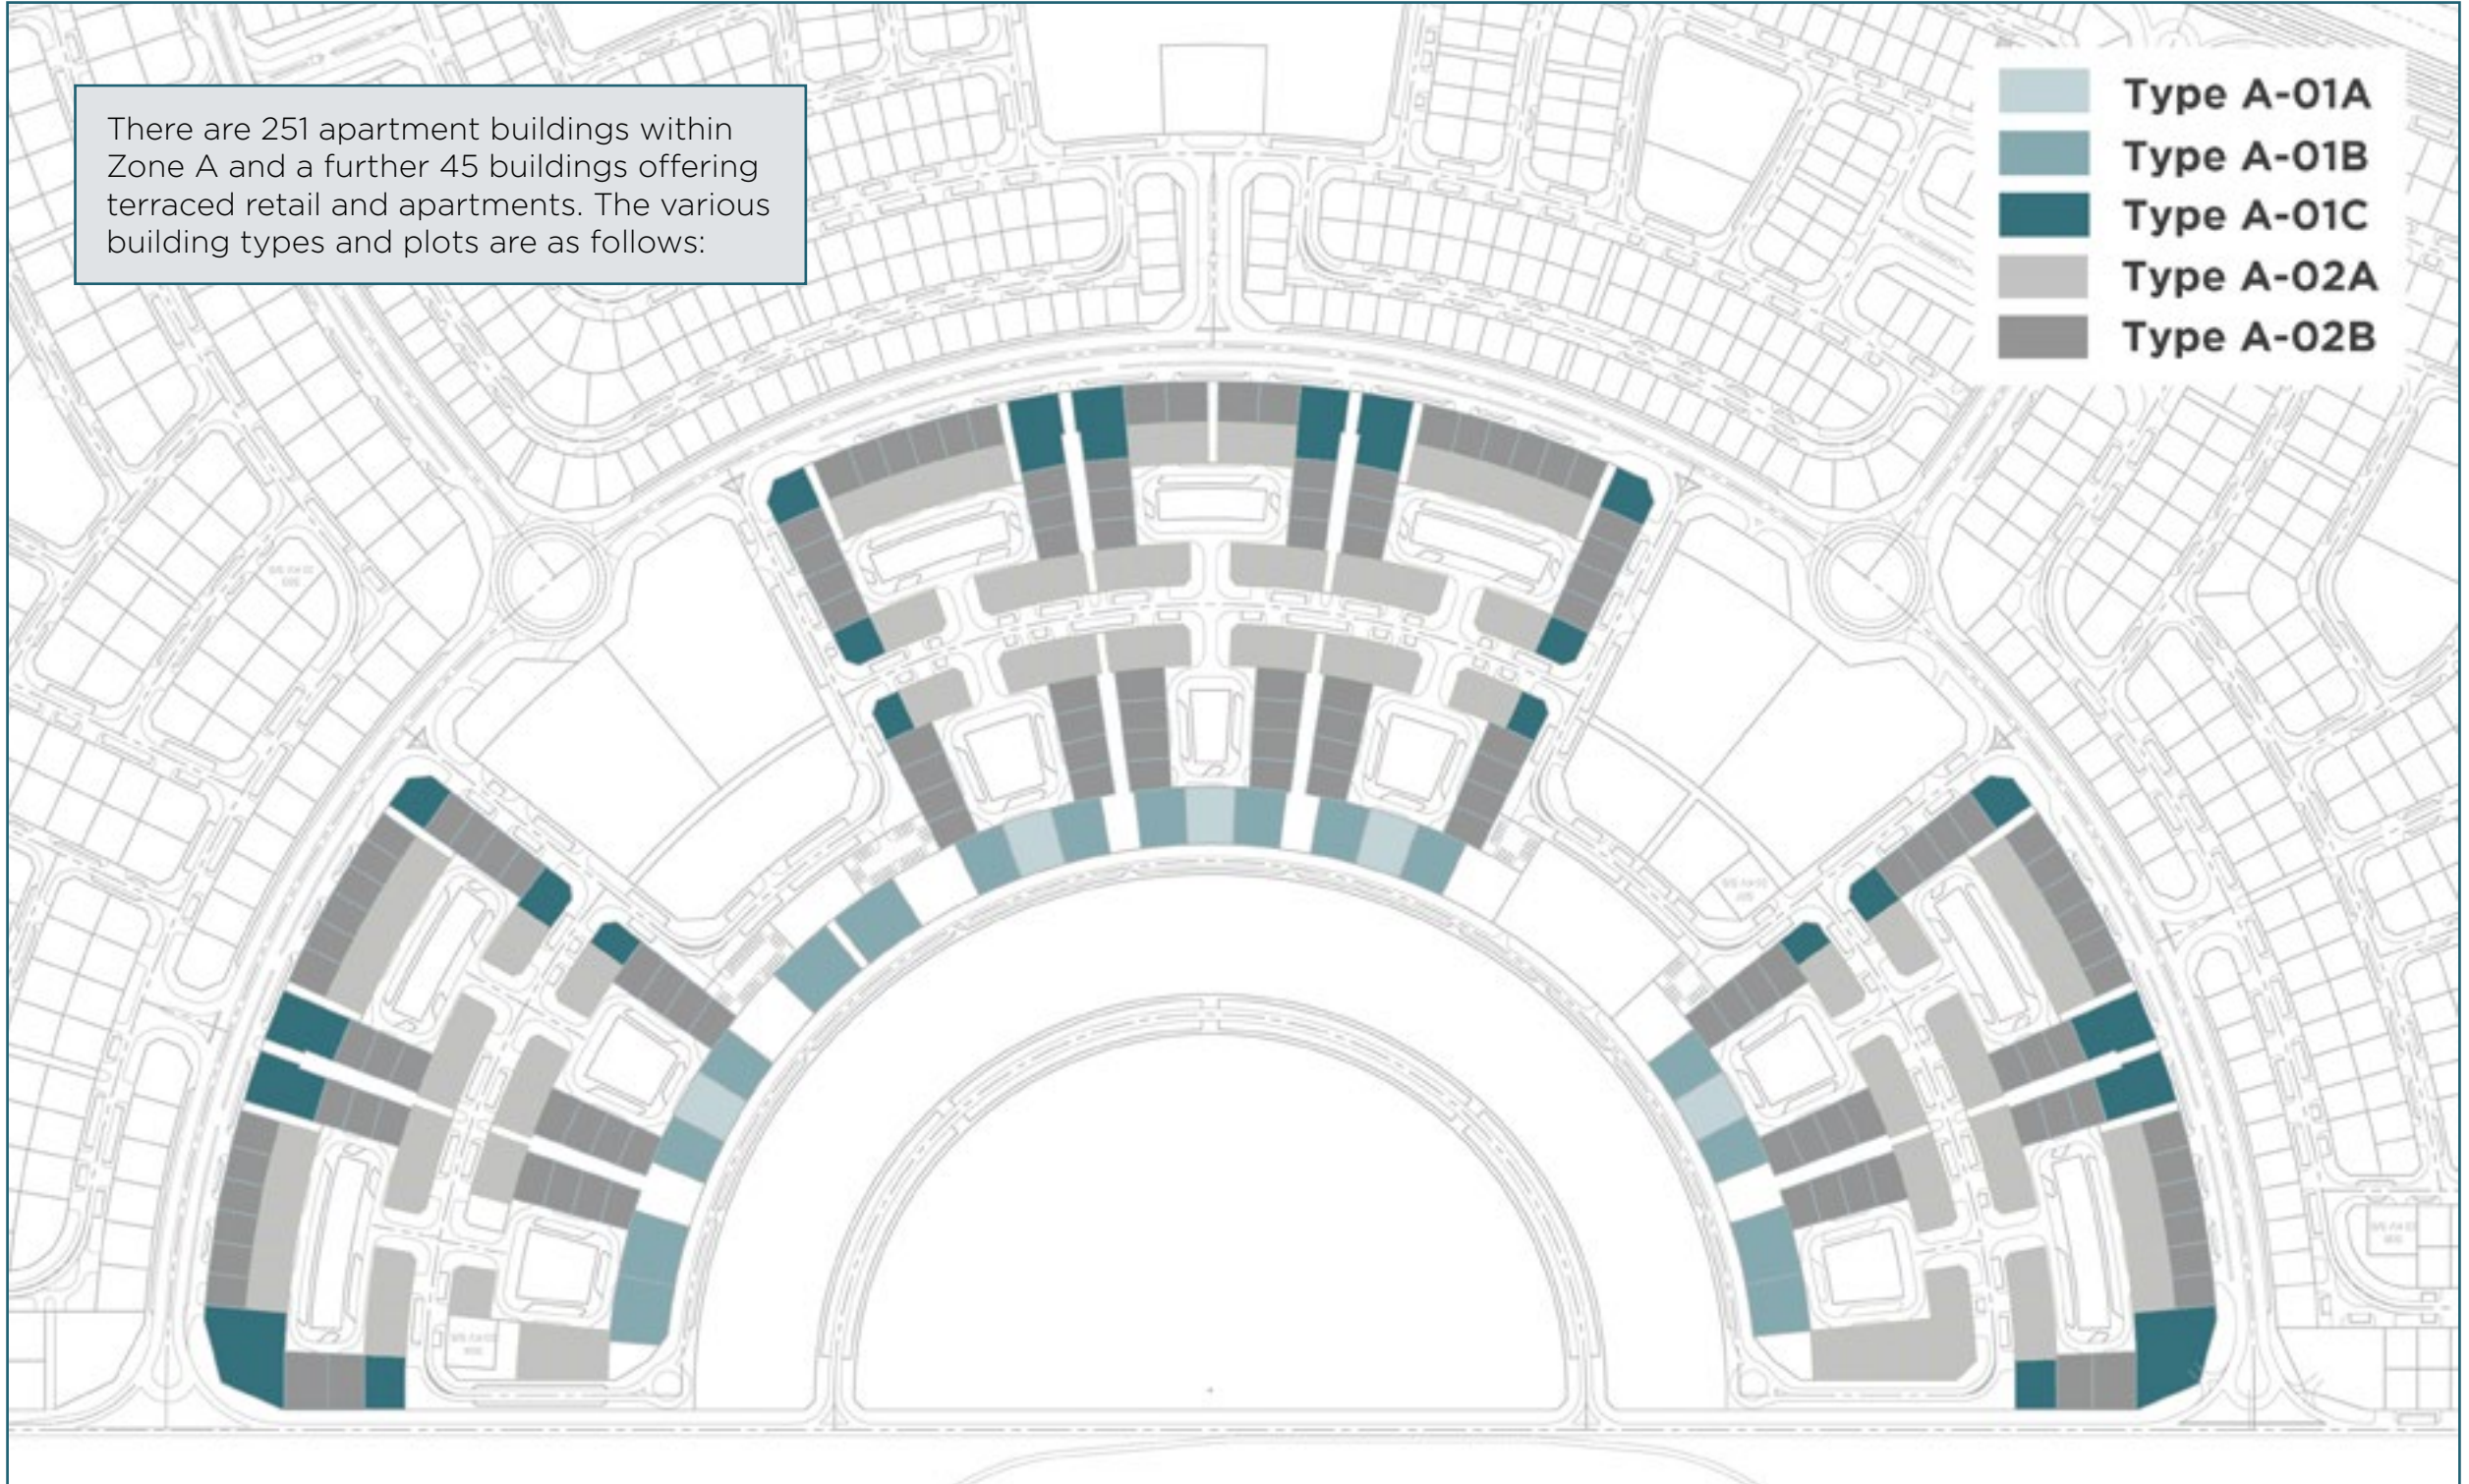 There are 251 apartment buildings within
Zone A and a further 45 buildings offering
terraced retail and apartments. The various
building types and plots are as follows:
Type A-01A
Type A-01B
Type A-01C
Type A-02A
Type A-02B